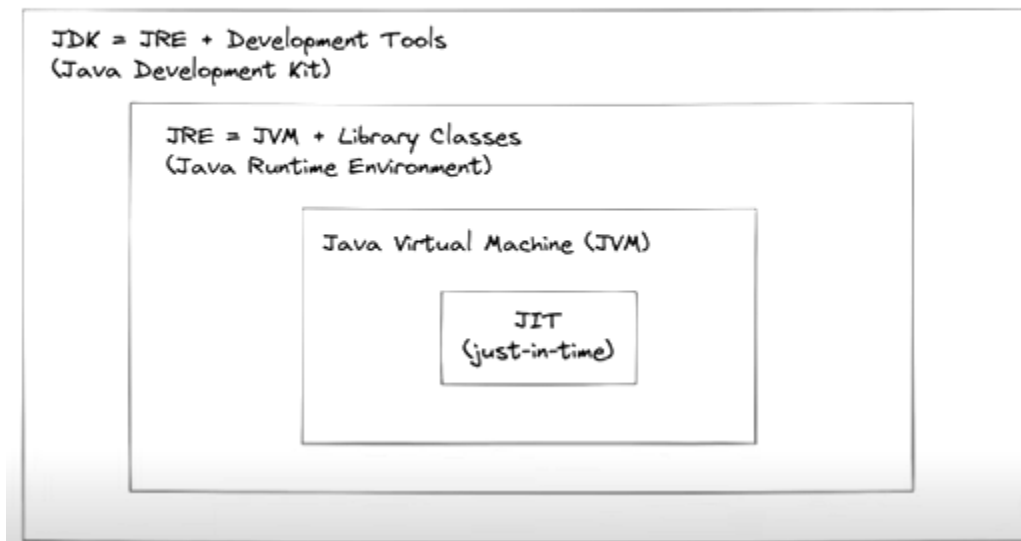 JDK = JRE + Development Tools
(Java Development Kit)
JRE = JVM + Library Classes
(Java Runtime Environment)
Java Virtual Machine (JVM)
JIT
(just-in-time)